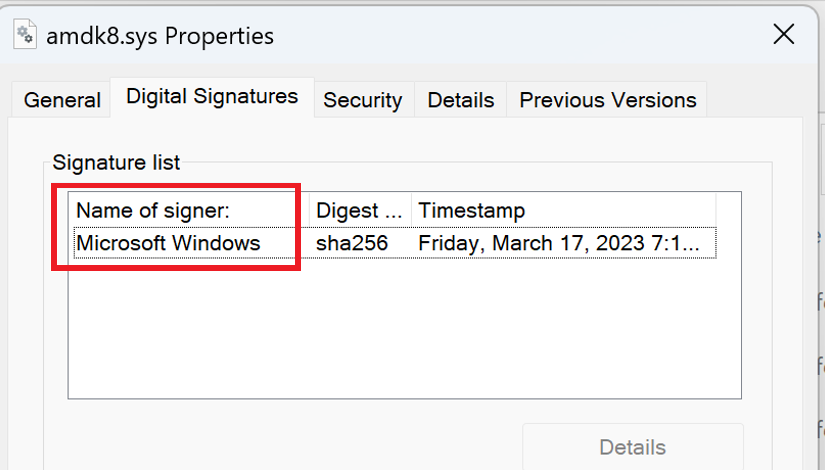 amdk8.sys Properties
General Digital Signatures Security Details Previous Versions
Signature list
Name of signer: Digest ... Timestamp
Microsoft Windows sha256 Friday, March 17, 2023 7:1...
Details